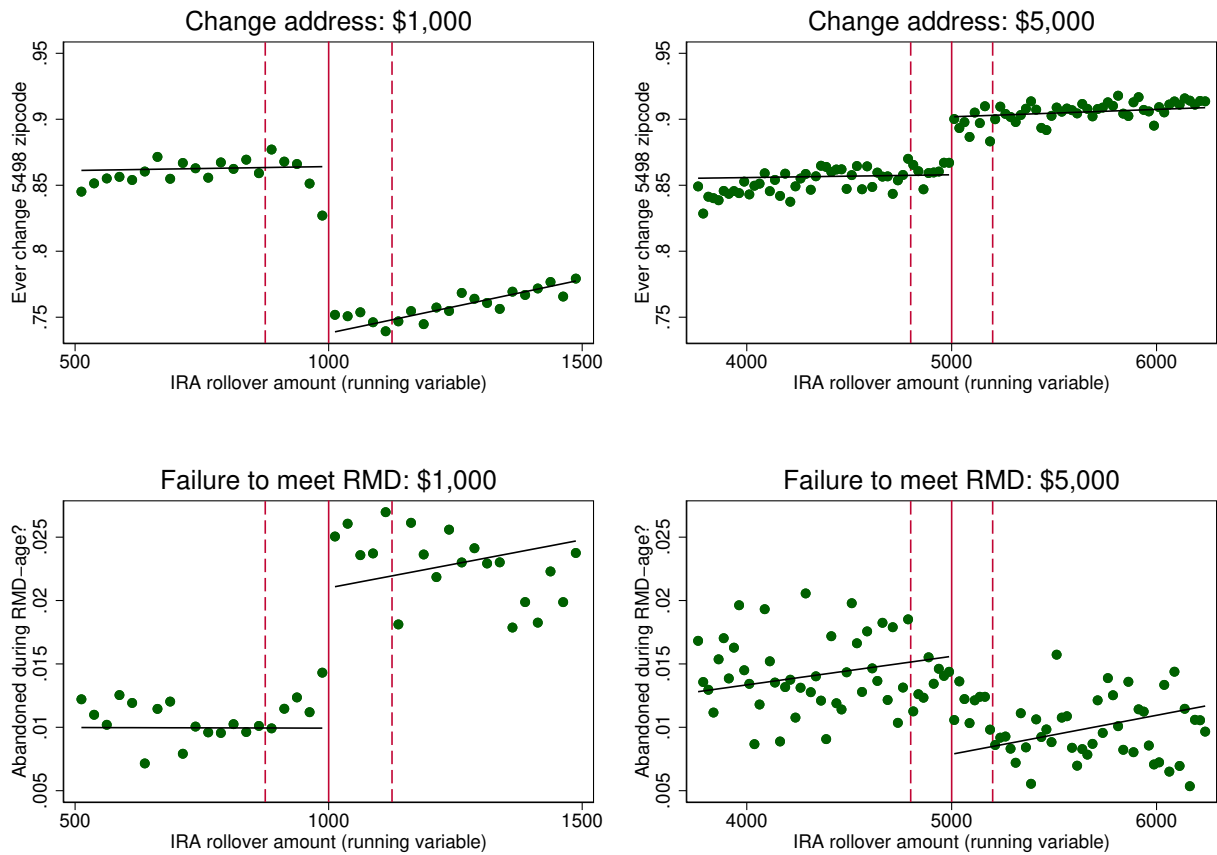 Change address: $1,000
Ever change 5498 zipcode
.95
.9
.85
.8
.75
500
1000
1500
IRA rollover amount (running variable)
Change address: $5,000
Ever change 5498 zipcode
.95
.9
.85
.8
.75
4000
5000
6000
IRA rollover amount (running variable)
Failure to meet RMD: $1,000
Abandoned during RMD-age?
.025
.02
.015
.01
.005
500
1000
1500
IRA rollover amount (running variable)
Failure to meet RMD: $5,000
Abandoned during RMD-age?
.025
.02
.015
.01
.005
4000
5000
6000
IRA rollover amount (running variable)